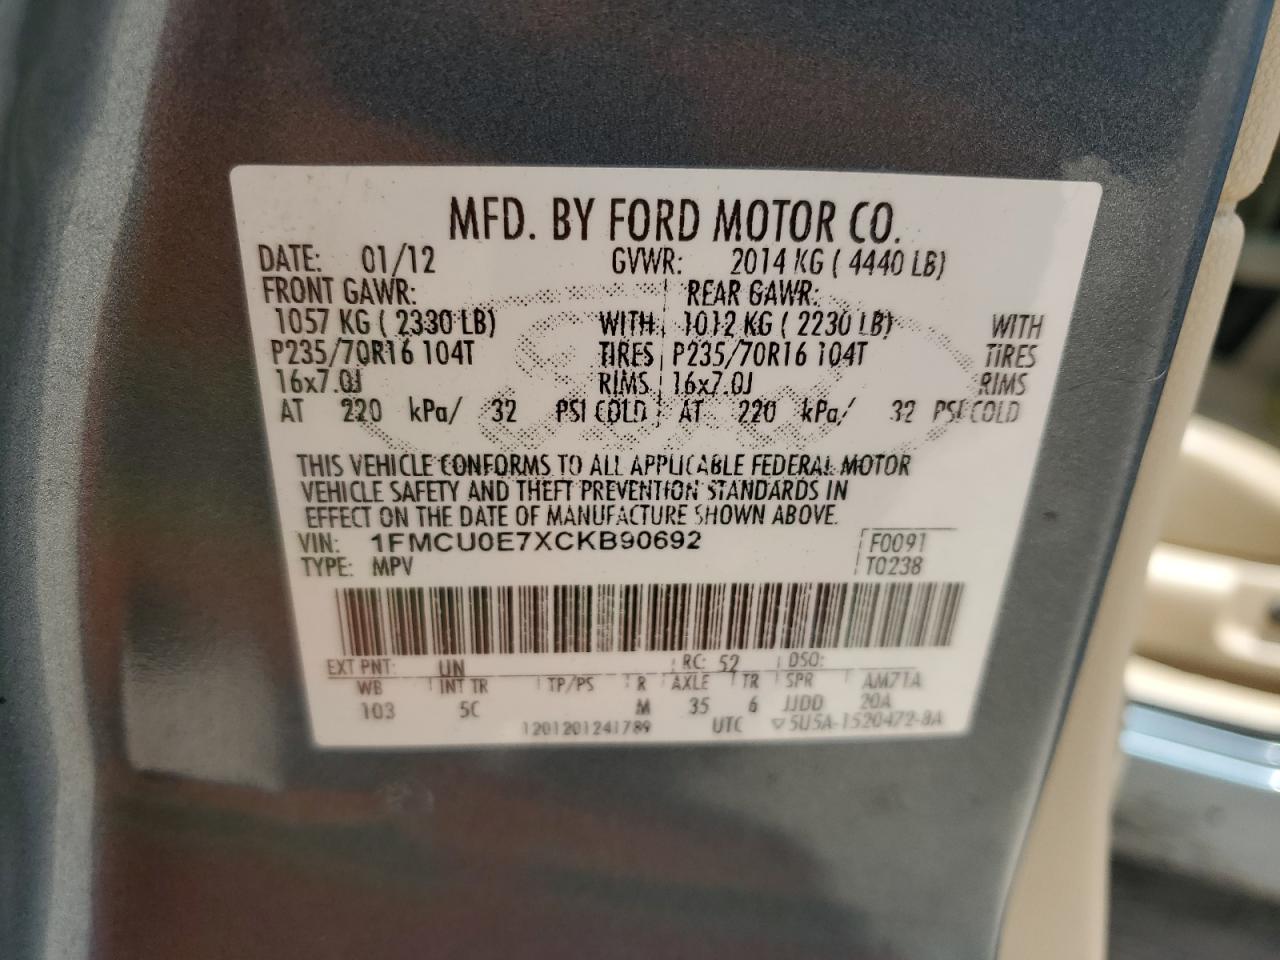 MFD. BY FORD MOTOR CO.
DATE: 01/12 GVWR: 2014 KG ( 4440 LB)
FRONT GAWR: REAR GAWR:
1057 KG ( 2330 LB) WITH 1012 KG ( 2230 LB) WITH
P235/70R16 104T TIRES P235/70R16 104T TIRES
16x7.0J RIMS 16x7.0J RIMS
AT 220 kPa/ 32 PSI COLD AT 220 kPa/ 32 PSI COLD
THIS VEHICLE CONFORMS TO ALL APPLICABLE FEDERAL MOTOR
VEHICLE SAFETY AND THEFT PREVENTION STANDARDS IN
EFFECT ON THE DATE OF MANUFACTURE SHOWN ABOVE.
VIN: 1FMCU0E7XCKB90692 F0091
TYPE: MPV T0238
EXT PNT: UN RC: 52 DSO:
WB INT TR TP/PS R AXLE TR SPR AM71A
103 5C M 35 6 JJDD 20A
1201201241789 UTC ▽ 5U5A-1520472-BA